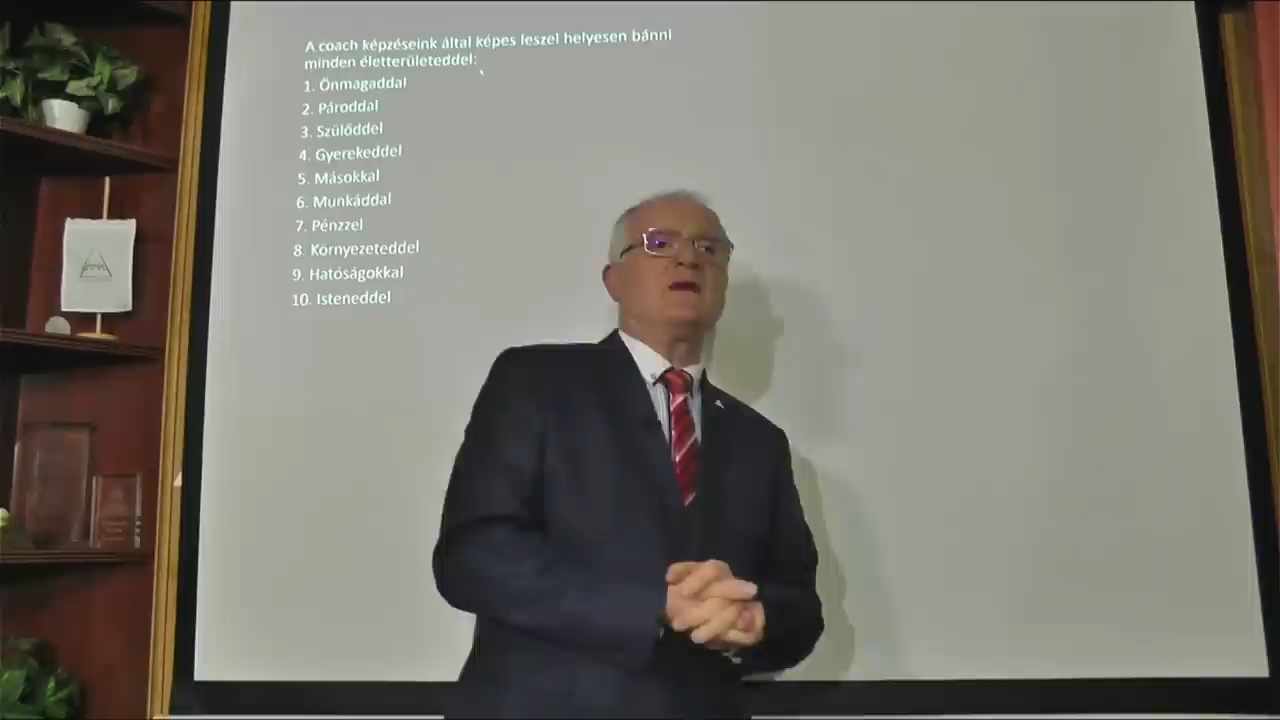 A coach képzéseink által képes leszel helyesen bánni
minden életterületeddel:
1. Önmagaddal
2. Pároddal
3. Szülőddel
4. Gyerekeddel
5. Másokkal
6. Munkáddal
7. Pénzzel
8. Környezeteddel
9. Hatóságokkal
10. Isteneddel